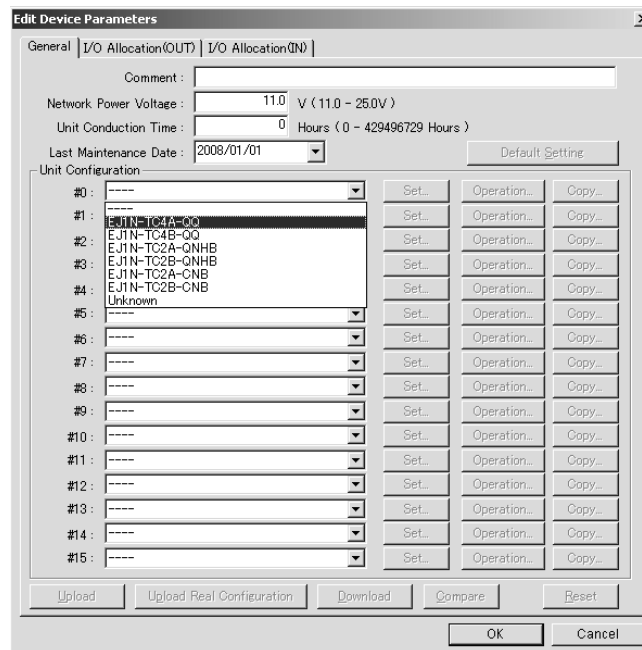 Edit Device Parameters
General I/O Allocation(OUT) I/O Allocation(IN)
Comment :
Network Power Voltage : 11.0 V ( 11.0 - 25.0V )
Unit Conduction Time : 0 Hours ( 0 - 429496729 Hours )
Last Maintenance Date : 2008/01/01 Default Setting
Unit Configuration
#0 : ---- Set... Operation... Copy...
#1 : ---- Set... Operation... Copy...
EJ1N-TC4A-QQ
#2 : EJ1N-TC4B-QQ Set... Operation... Copy...
EJ1N-TC2A-QNHB
#3 : EJ1N-TC2B-QNHB Set... Operation... Copy...
EJ1N-TC2A-CNB
#4 : EJ1N-TC2B-CNB Set... Operation... Copy...
Unknown
#5 : ---- Set... Operation... Copy...
#6 : ---- Set... Operation... Copy...
#7 : ---- Set... Operation... Copy...
#8 : ---- Set... Operation... Copy...
#9 : ---- Set... Operation... Copy...
#10 : ---- Set... Operation... Copy...
#11 : ---- Set... Operation... Copy...
#12 : ---- Set... Operation... Copy...
#13 : ---- Set... Operation... Copy...
#14 : ---- Set... Operation... Copy...
#15 : ---- Set... Operation... Copy...
Upload Upload Real Configuration Download Compare Reset
OK Cancel